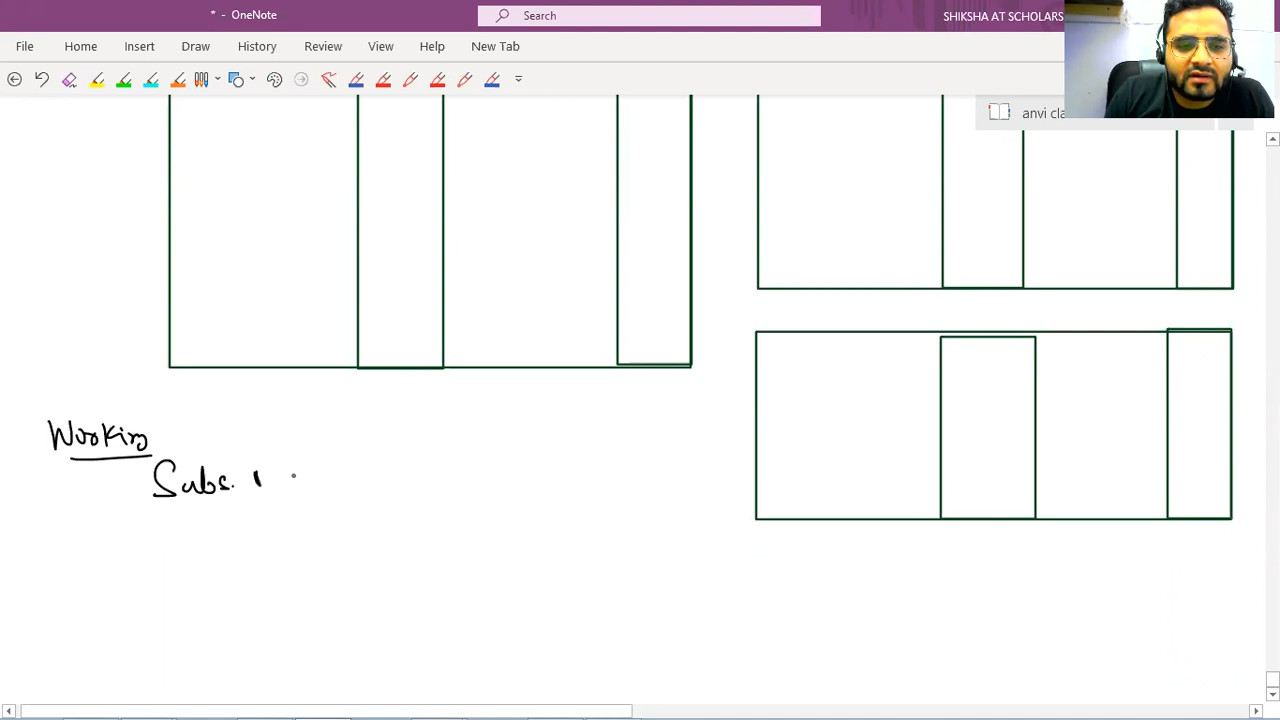 * - OneNote
Search
SHIKSHA AT SCHOLARS
File Home Insert Draw History Review View Help New Tab
anvi cla
Working
Subs.